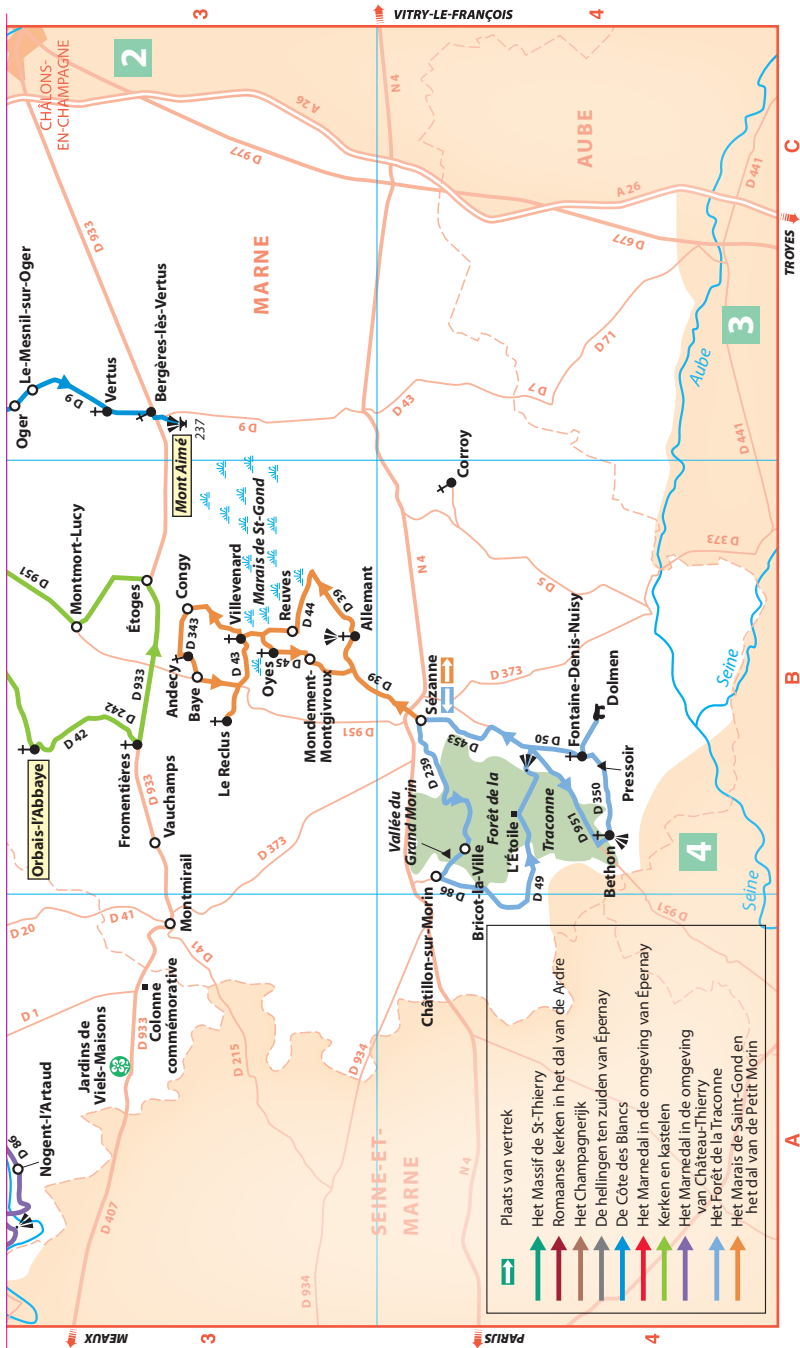 MEAUX
PARIJS
VITRY-LE-FRANÇOIS
TROYES
3
4
3
4
A
B
C
2
3
4
CHÂLONS-
EN-CHAMPAGNE
MARNE
AUBE
SEINE-ET-
MARNE
D 86
Nogent-l'Artaud
D 407
D 1
D 20
D 41
D 41
Jardins de
Viels-Maisons
D 933
Colonne
commémorative
D 215
Montmirail
D 934
D 934
N 4
Orbais-l'Abbaye
D 42
D 242
Fromentières
D 933
Vauchamps
D 933
D 373
D 951
Montmort-Lucy
Étoges
Oger
Le-Mesnil-sur-Oger
D 9
Vertus
Bergères-lès-Vertus
Mont Aimé
237
D 933
D 977
A 26
N 4
D 9
Congy
Andecy
D 343
Baye
Le Reclus
D 43
Villevenard
Marais de St-Gond
Oyes
D 45
Reuves
D 44
Mondement-
Montgivroux
D 39
Allemant
D 39
D 951
Sézanne
N 4
D 43
Corroy
D 5
D 7
D 71
D 677
A 26
D 441
D 441
D 373
D 373
Aube
Seine
Seine
D 239
D 453
Vallée du
Grand Morin
Forêt de la
Traconne
L'Étoile
D 50
Fontaine-Denis-Nuisy
Dolmen
Pressoir
D 350
D 951
Bethon
Bricot-la-Ville
D 86
Châtillon-sur-Morin
D 49
D 951
Plaats van vertrek
Het Massif de St-Thierry
Romaanse kerken in het dal van de Ardre
Het Champagnerijk
De hellingen ten zuiden van Épernay
De Côte des Blancs
Het Marnedal in de omgeving van Épernay
Kerken en kastelen
Het Marnedal in de omgeving
van Château-Thierry
Het Forêt de la Traconne
Het Marais de Saint-Gond en
het dal van de Petit Morin